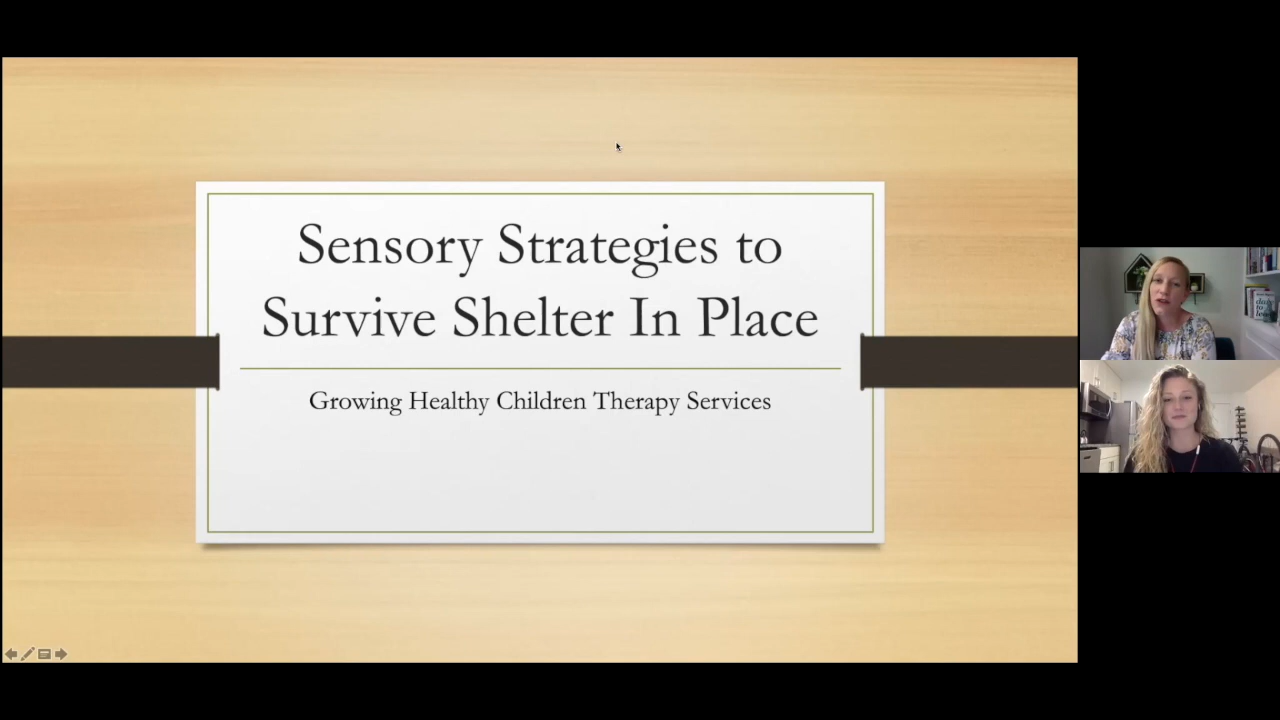 Sensory Strategies to
Survive Shelter In Place
Growing Healthy Children Therapy Services